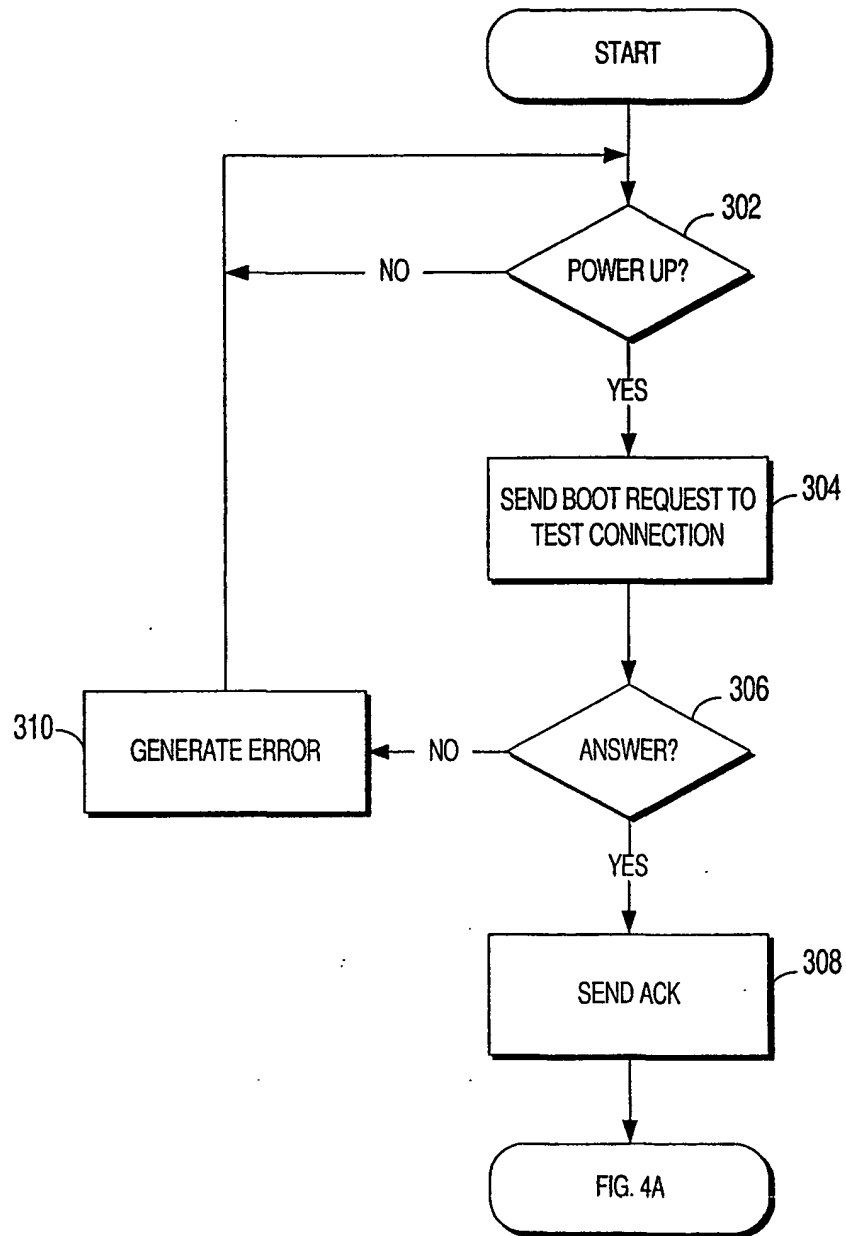 START
302
POWER UP?
NO
YES
SEND BOOT REQUEST TO
TEST CONNECTION
304
306
ANSWER?
NO
310
GENERATE ERROR
YES
308
SEND ACK
FIG. 4A